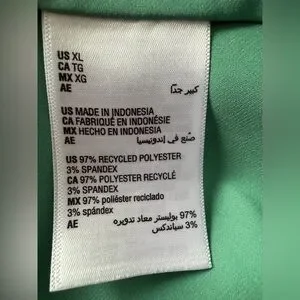 US XL
CA TG
MX XG
AE كبير جدًا
US MADE IN INDONESIA
CA FABRIQUÉ EN INDONÉSIE
MX HECHO EN INDONESIA
AE صنع في إندونيسيا
US 97% RECYCLED POLYESTER
3% SPANDEX
CA 97% POLYESTER RECYCLÉ
3% SPANDEX
MX 97% poliéster reciclado
3% spándex
AE 97% بوليستر معاد تدويره
3% سباندكس